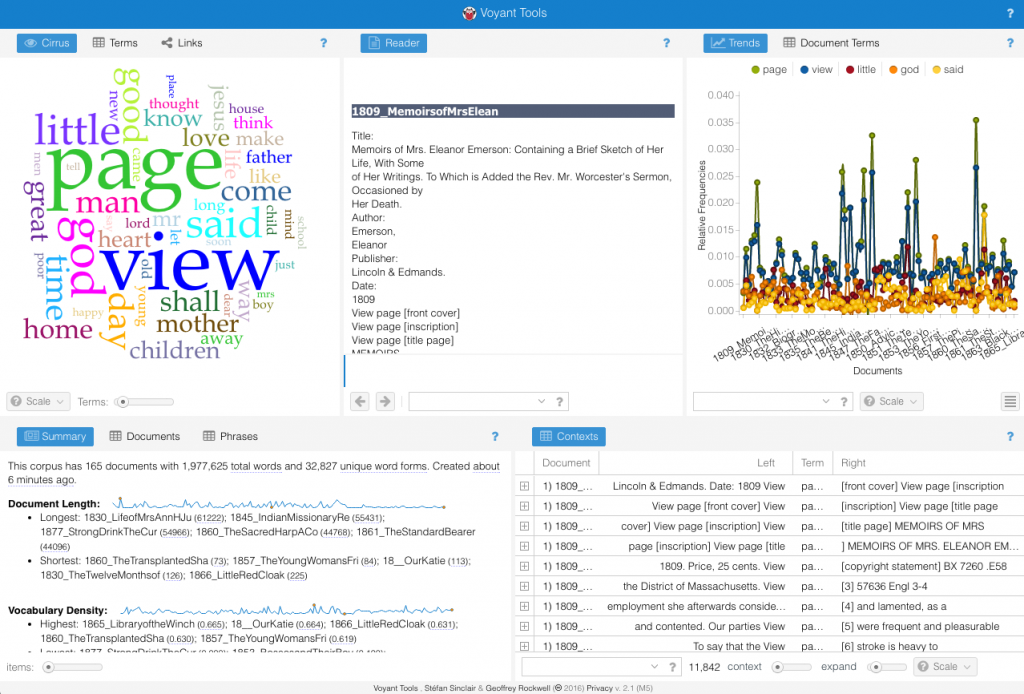 Voyant Tools
?
Cirrus Terms Links ?
good
place
jesus
new
thought
house
little
know
think
love
make
men
tell
page
came
life
father
like
come
man
great
long
said
child
mind
god
lord
mr
say
let
heart
soon
school
view
poor
time
old
just
day
young
shall
dear
way
mrs
boy
happy
home
mother
away
children
Scale Terms:
Reader ?
1809_MemoirsofMrsElean
Title:
Memoirs of Mrs. Eleanor Emerson: Containing a Brief Sketch of Her
Life, With Some
of Her Writings. To Which is Added the Rev. Mr. Worcester's Sermon,
Occasioned by
Her Death.
Author:
Emerson,
Eleanor
Publisher:
Lincoln & Edmands.
Date:
1809
View page [front cover]
View page [inscription]
View page [title page]
MEMOIRS
?
Trends Document Terms ?
page view little god said
0.040
0.035
0.030
0.025
0.020
0.015
0.010
0.005
0.000
Relative Frequencies
1809_Memoi…
1830_TheHi…
1832_Biogr…
1833_TheMo…
1835_TheBe…
1841_TheHi…
1845_India…
1847_TheFa…
1850_Advic…
1851_TheTe…
1853_TheYo…
1856_First…
1857_ThePi…
1860_TheSa…
1861_TheSt…
1863_Black…
1865_Libra…
Documents
? Scale
Summary Documents Phrases ?
This corpus has 165 documents with 1,977,625 total words and 32,827 unique word forms. Created about
6 minutes ago.
Document Length:
• Longest: 1830_LifeofMrsAnnHJu (61222); 1845_IndianMissionaryRe (55431);
1877_StrongDrinkTheCur (54966); 1860_TheSacredHarpACo (44768); 1861_TheStandardBearer
(44096)
• Shortest: 1860_TheTransplantedSha (73); 1857_TheYoungWomansFri (84); 18__OurKatie (113);
1830_TheTwelveMonthsof (126); 1866_LittleRedCloak (225)
Vocabulary Density:
• Highest: 1865_LibraryoftheWinch (0.665); 18__OurKatie (0.664); 1866_LittleRedCloak (0.631);
1860_TheTransplantedSha (0.630); 1857_TheYoungWomansFri (0.619)
items:
Contexts ?
Document Left Term Right
1) 1809_... Lincoln & Edmands. Date: 1809 View pa... [front cover] View page [inscription
1) 1809_... View page [front cover] View pa... [inscription] View page [title page
1) 1809_... cover] View page [inscription] View pa... [title page] MEMOIRS OF MRS
1) 1809_... page [inscription] View page [title pa... ] MEMOIRS OF MRS. ELEANOR EM...
1) 1809_... 1809. Price, 25 cents. View pa... [copyright statement] BX 7260 .E58
1) 1809_... the District of Massachusetts. View pa... [3] 57636 Engl 3-4
1) 1809_... employment she afterwards conside... pa... [4] and lamented, as a
1) 1809_... and contented. Our parties View pa... [5] were frequent and pleasurable
1) 1809_... To say that the View pa... [6] stroke is heavy to
? 11,842 context expand ? Scale
Voyant Tools , Stéfan Sinclair & Geoffrey Rockwell (© 2016) Privacy v. 2.1 (M5)